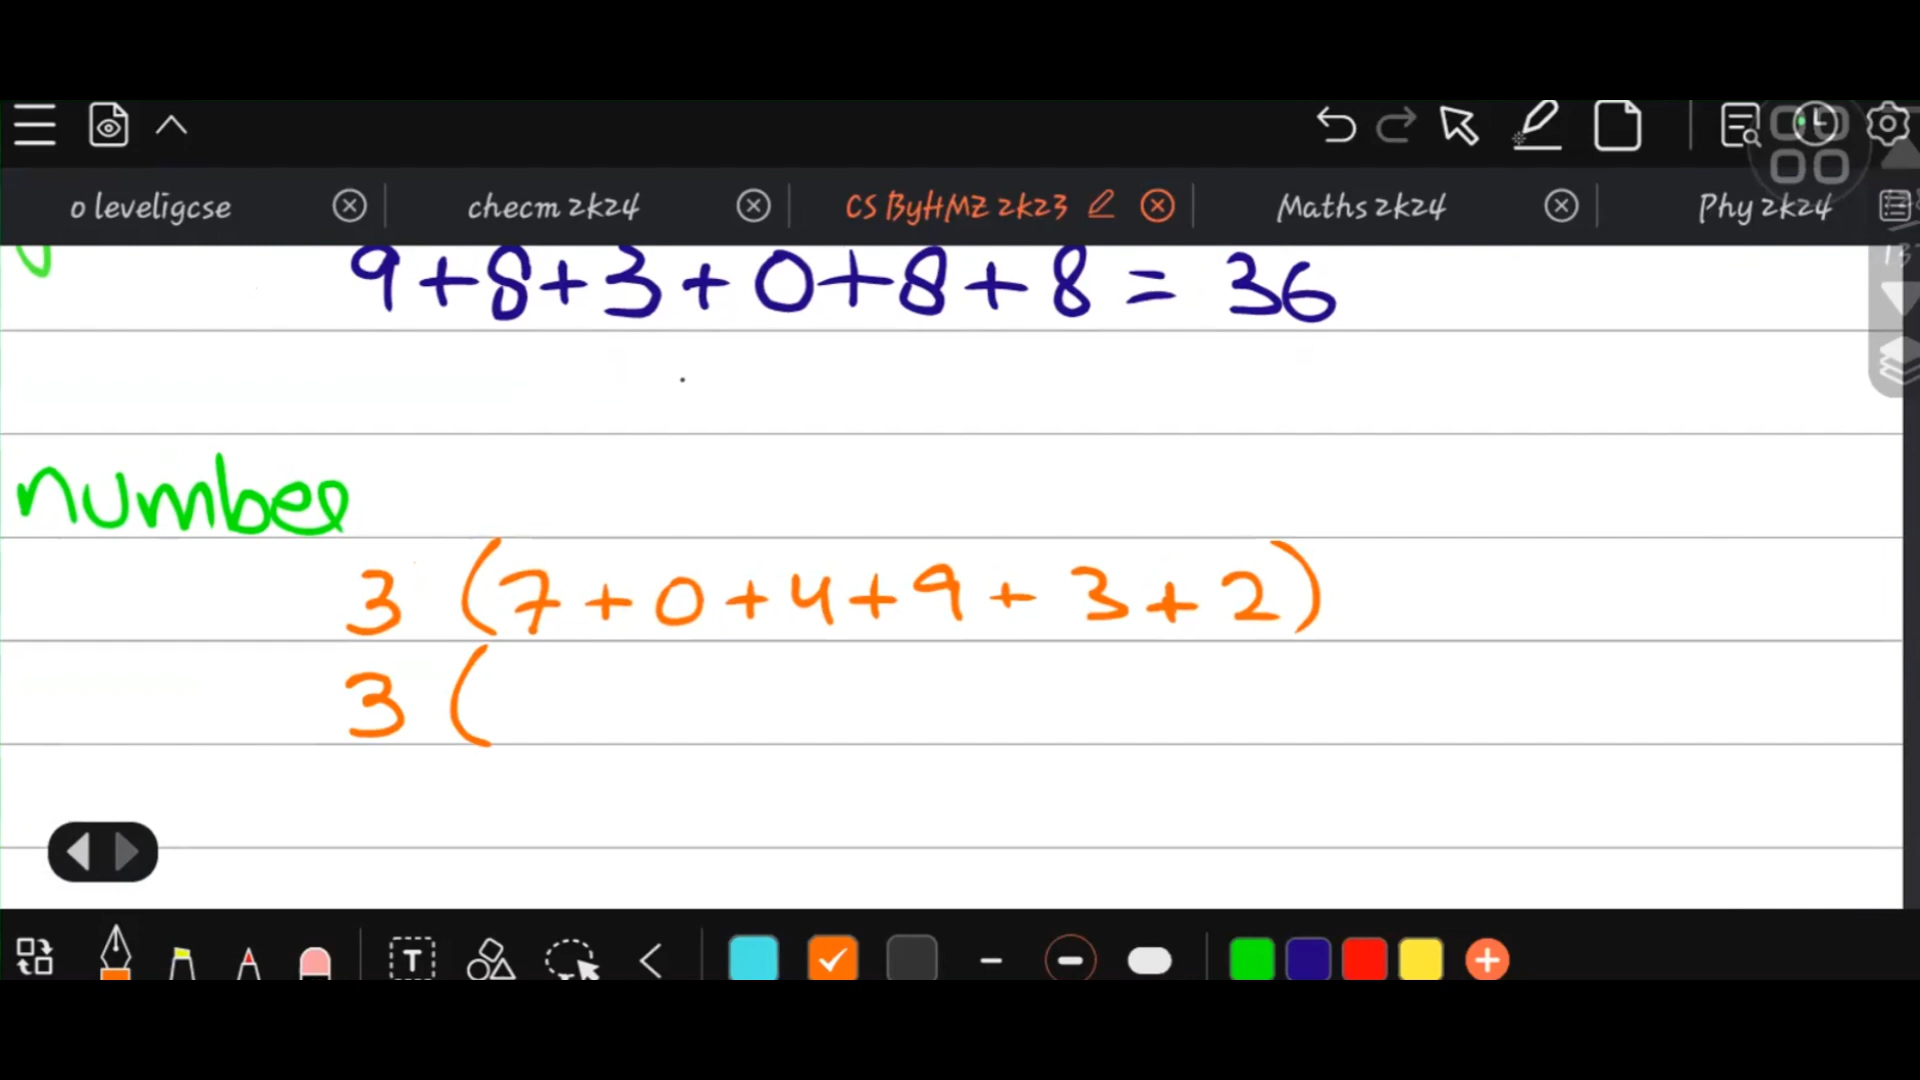 o leveligcse checm 2k24 CS ByHMZ 2k23 Maths 2k24 Phy 2k24
9+8+3+0+8+8 = 36
number
3 (7+0+4+9+3+2)
3 (
T